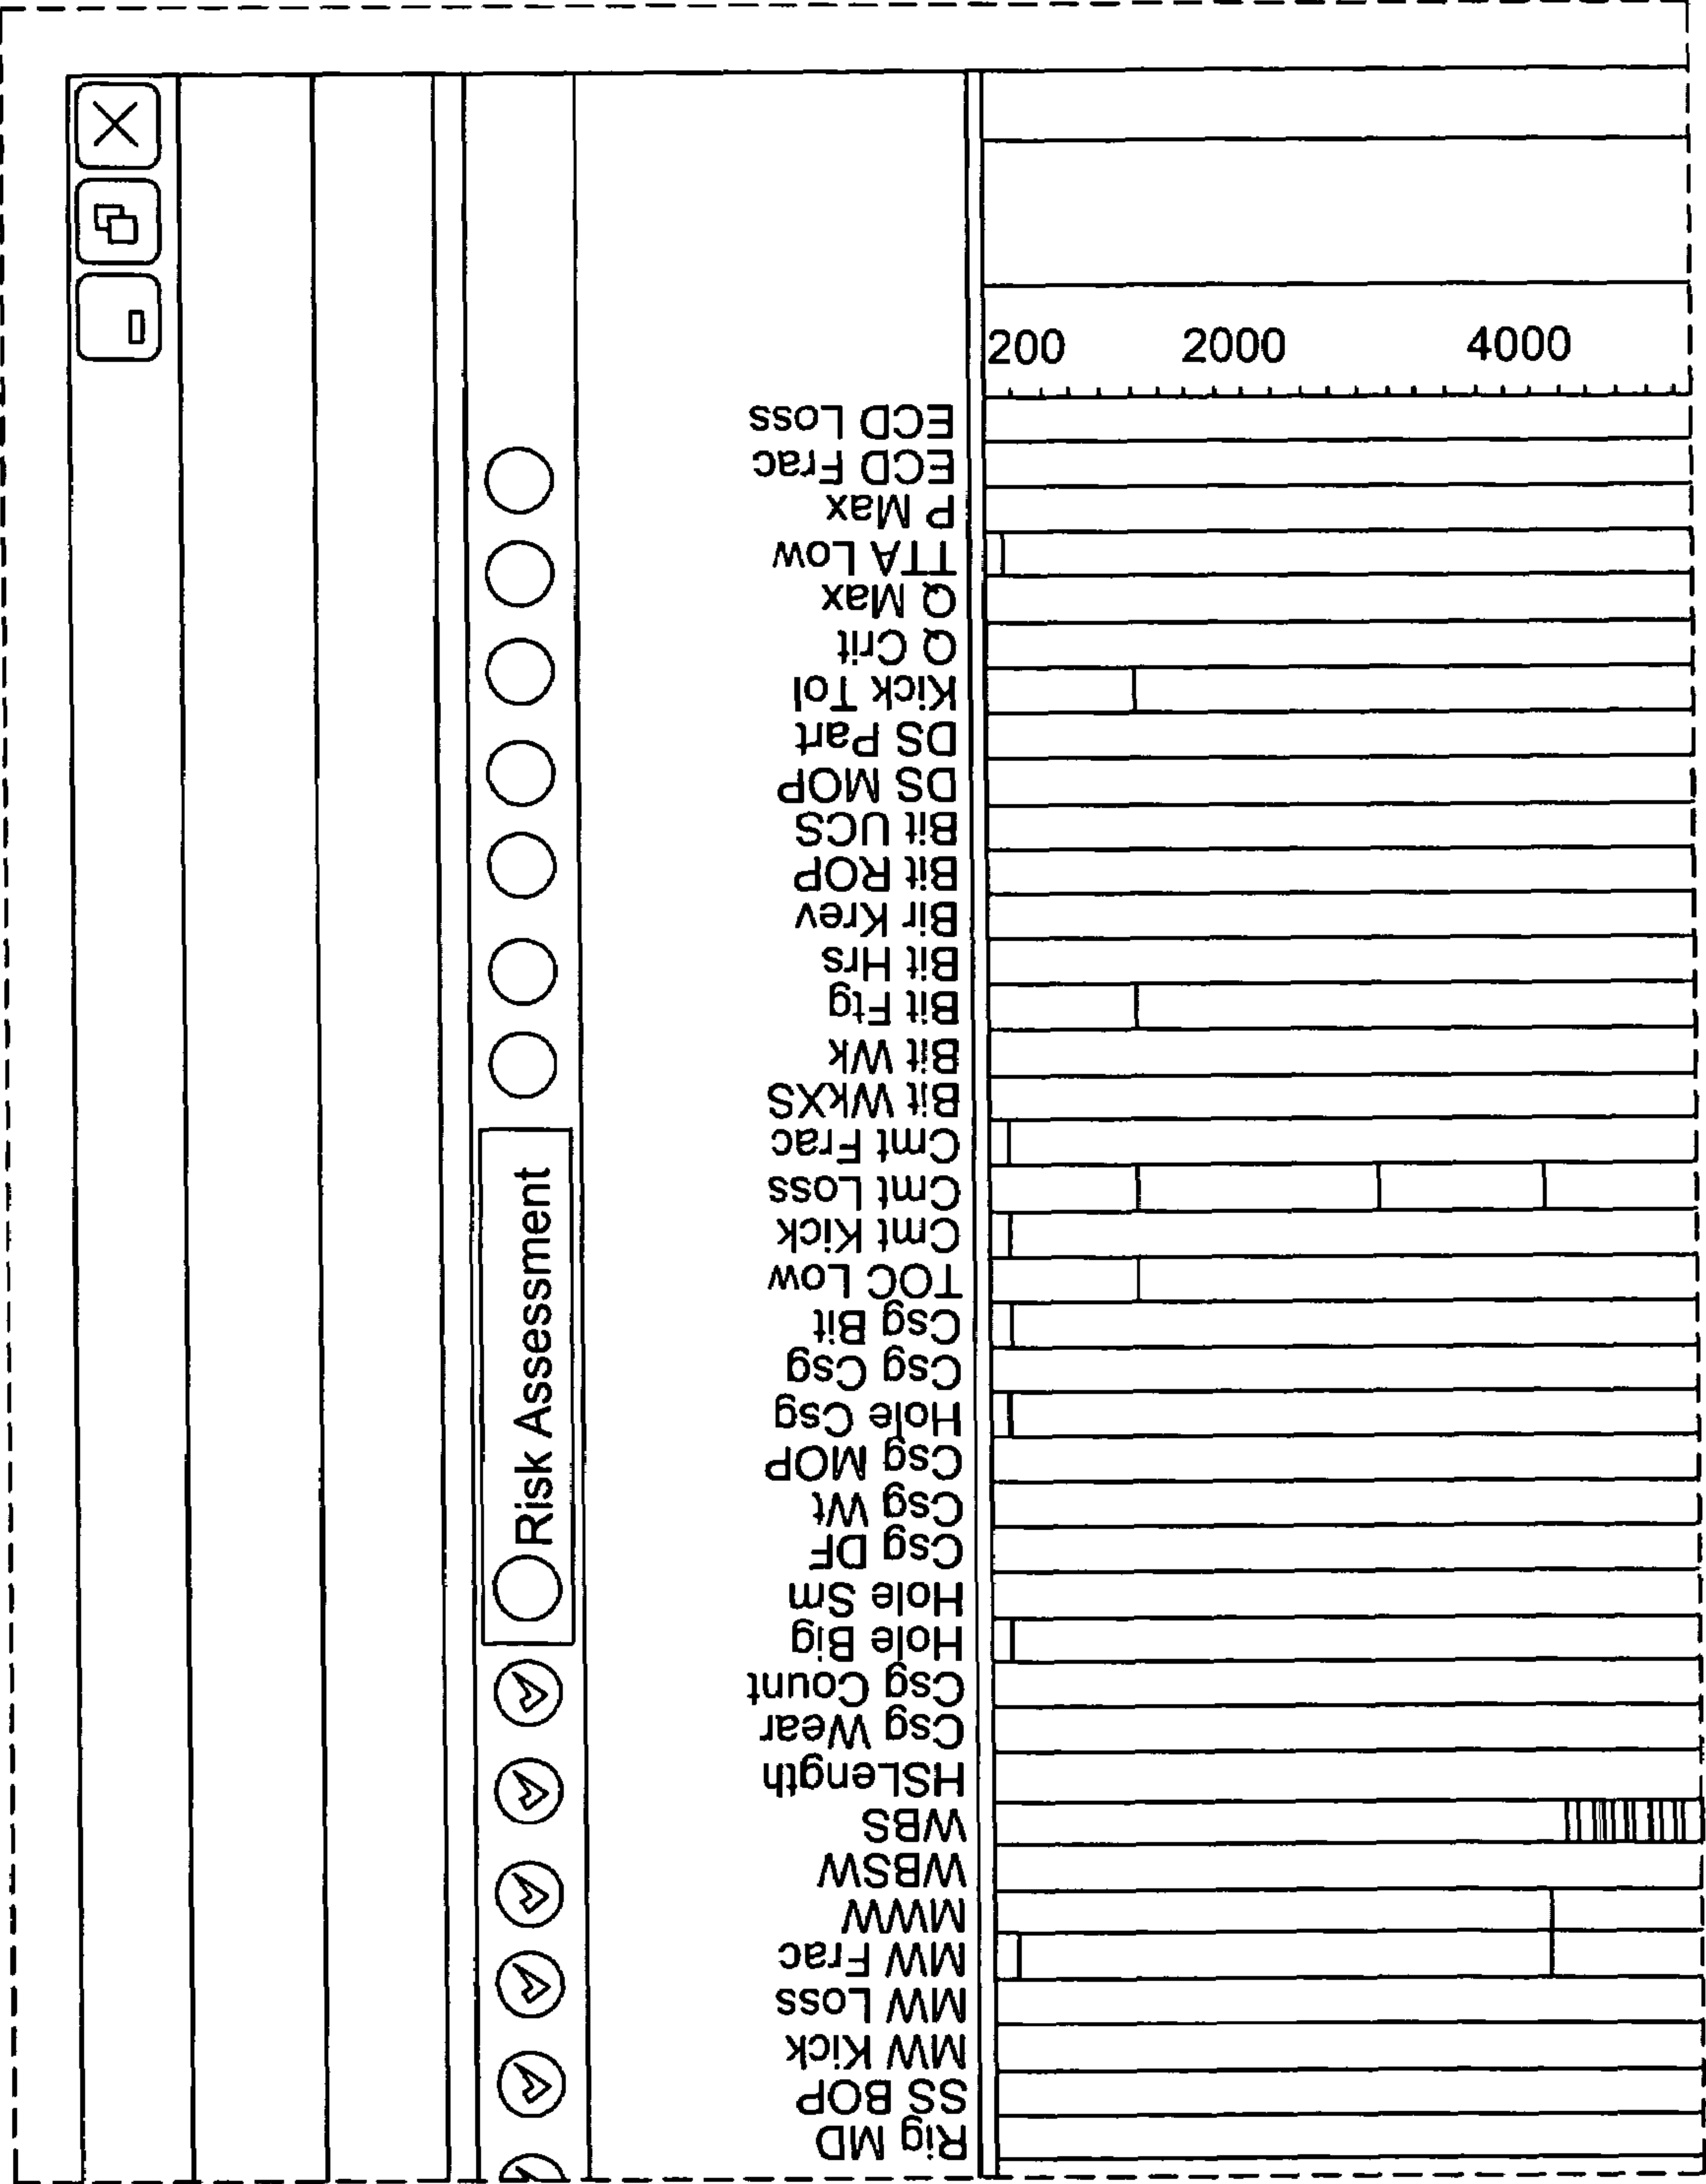 Risk Assessment
200
2000
4000
ECD Loss
ECD Frac
P Max
TTA Low
Q Max
Q Crit
Kick Tol
DS Part
DS MOP
Bit UCS
Bit ROP
Bir Krev
Bit Hrs
Bit Ftg
Bit Wk
Bit WkXS
Cmt Frac
Cmt Loss
Cmt Kick
TOC Low
Csg Bit
Csg Csg
Hole Csg
Csg MOP
Csg Wt
Csg DF
Hole Sm
Hole Big
Csg Count
Csg Wear
HSLength
WBS
WBSW
MWW
MW Frac
MW Loss
MW Kick
SS BOP
Rig MD